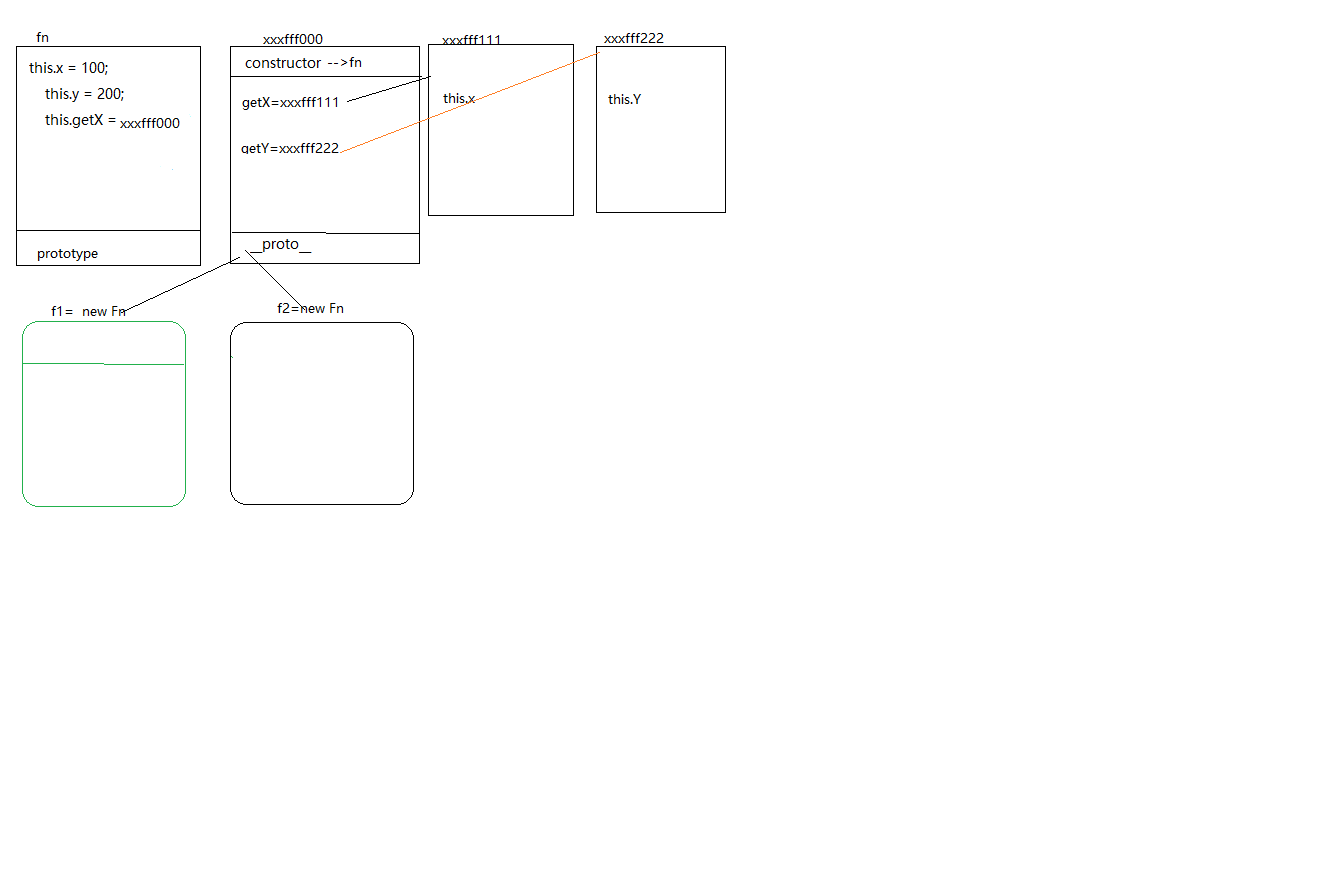 fn
this.x = 100;
this.y = 200;
this.getX = xxxfff000
prototype
xxxfff000
constructor -->fn
getX=xxxfff111
getY=xxxfff222
__proto__
xxxfff111
this.x
xxxfff222
this.Y
f1= new Fn
f2=new Fn